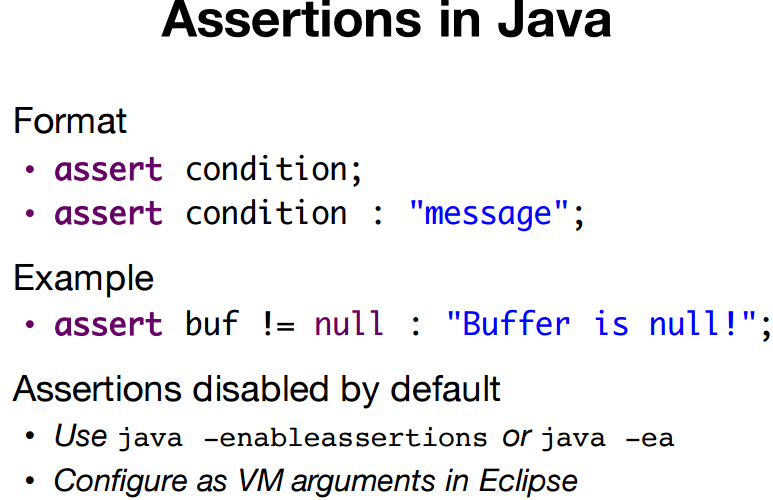 Assertions in Java
Format
• assert condition;
• assert condition : "message";
Example
• assert buf != null : "Buffer is null!";
Assertions disabled by default
• Use java -enableassertions or java -ea
• Configure as VM arguments in Eclipse